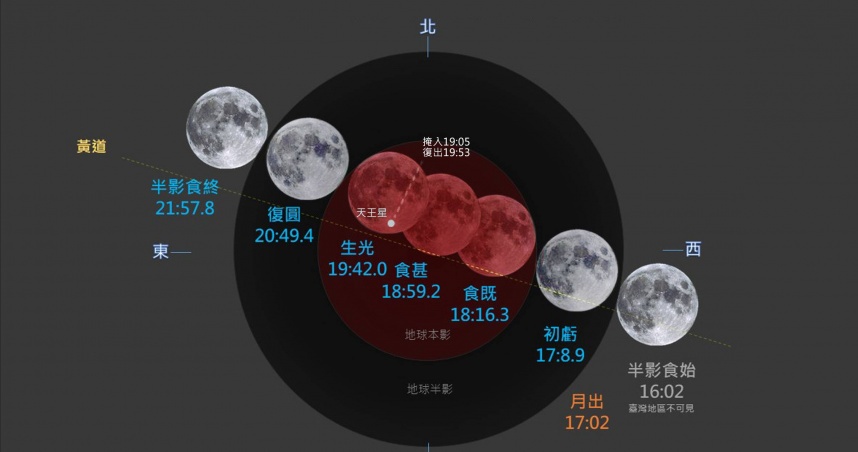 北
掩入19:05
復出19:53
黃道
半影食終
21:57.8
天王星
復圓
20:49.4
東
西
生光
19:42.0
食甚
18:59.2
食既
18:16.3
初虧
17:8.9
地球本影
地球半影
半影食始
16:02
臺灣地區不可見
月出
17:02